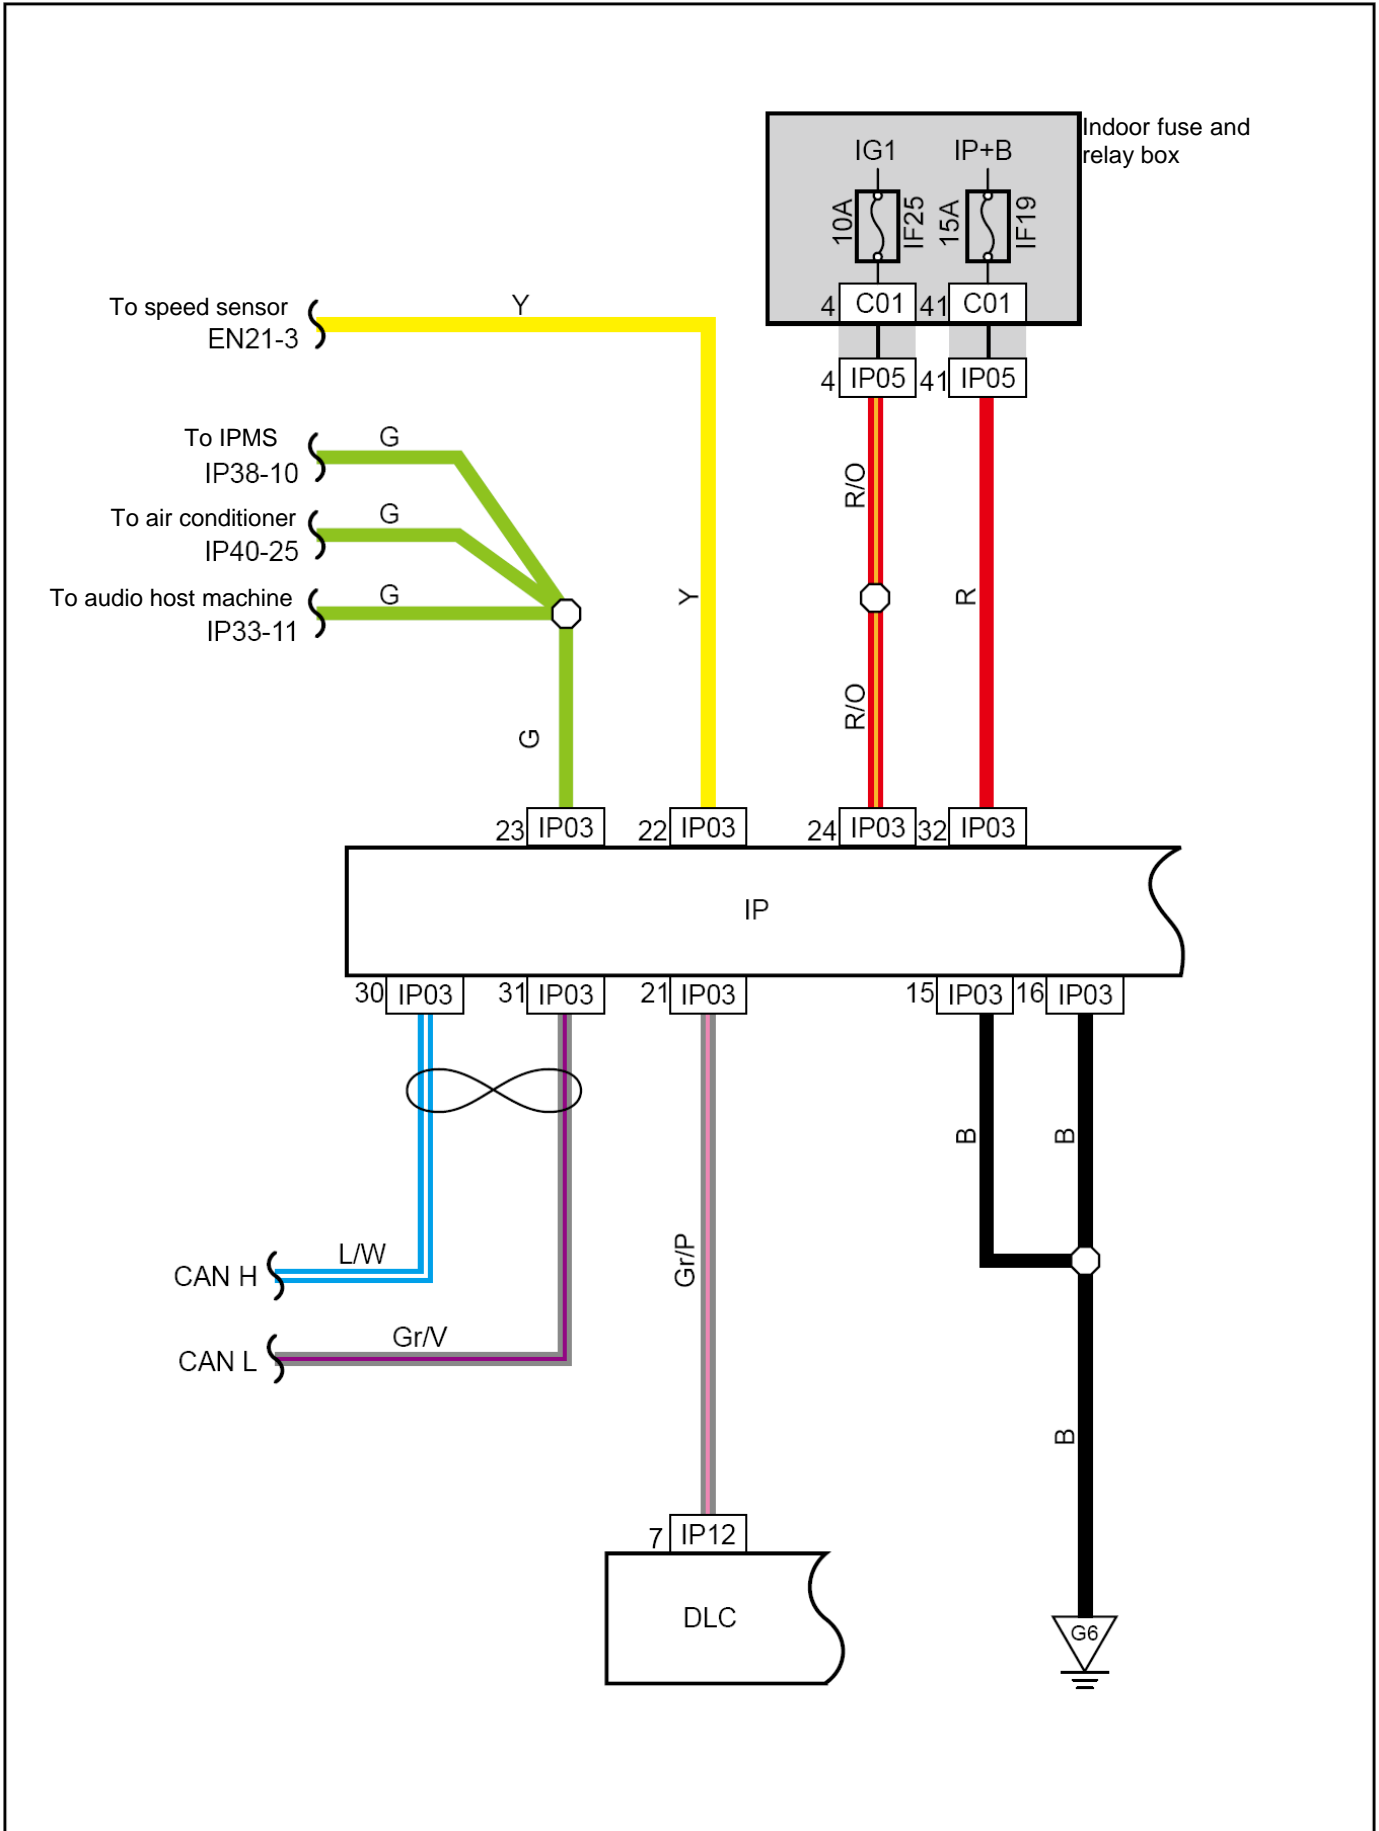 Indoor fuse and
relay box
IG1 IP+B
10A IF25 15A IF19
4 C01 41 C01
To speed sensor
EN21-3
Y
4 IP05 41 IP05
To IPMS
IP38-10
G
R/O
To air conditioner
IP40-25
G
To audio host machine
IP33-11
G
Y
R
R/O
G
23 IP03 22 IP03 24 IP03 32 IP03
IP
30 IP03 31 IP03 21 IP03 15 IP03 16 IP03
B B
CAN H
L/W
Gr/P
CAN L
Gr/V
B
7 IP12
DLC
G6